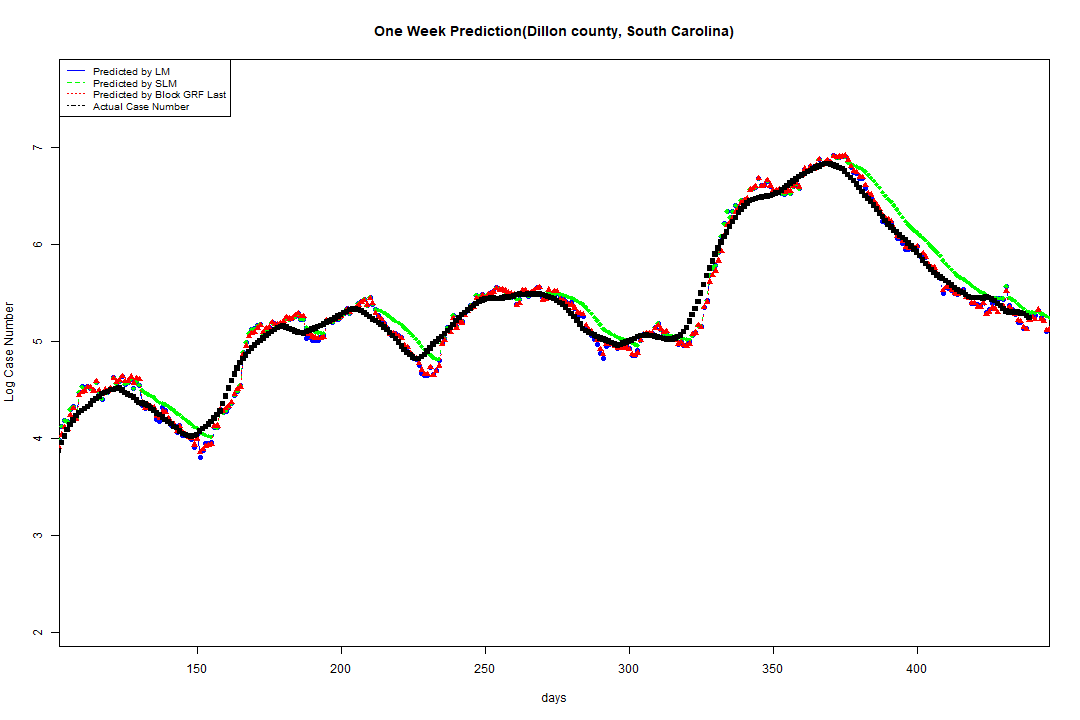 One Week Prediction(Dillon county, South Carolina)
Predicted by LM
Predicted by SLM
Predicted by Block GRF Last
Actual Case Number
7
6
5
4
3
2
Log Case Number
150 200 250 300 350 400
days